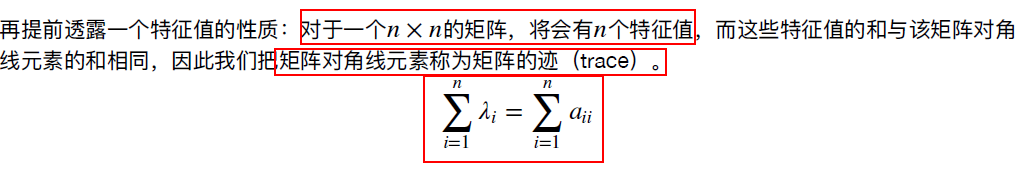 再提前透露一个特征值的性质：对于一个n × n的矩阵，将会有n个特征值，而这些特征值的和与该矩阵对角
线元素的和相同，因此我们把矩阵对角线元素称为矩阵的迹（trace）。
∑_{i=1}^{n} λ_i = ∑_{i=1}^{n} a_{ii}